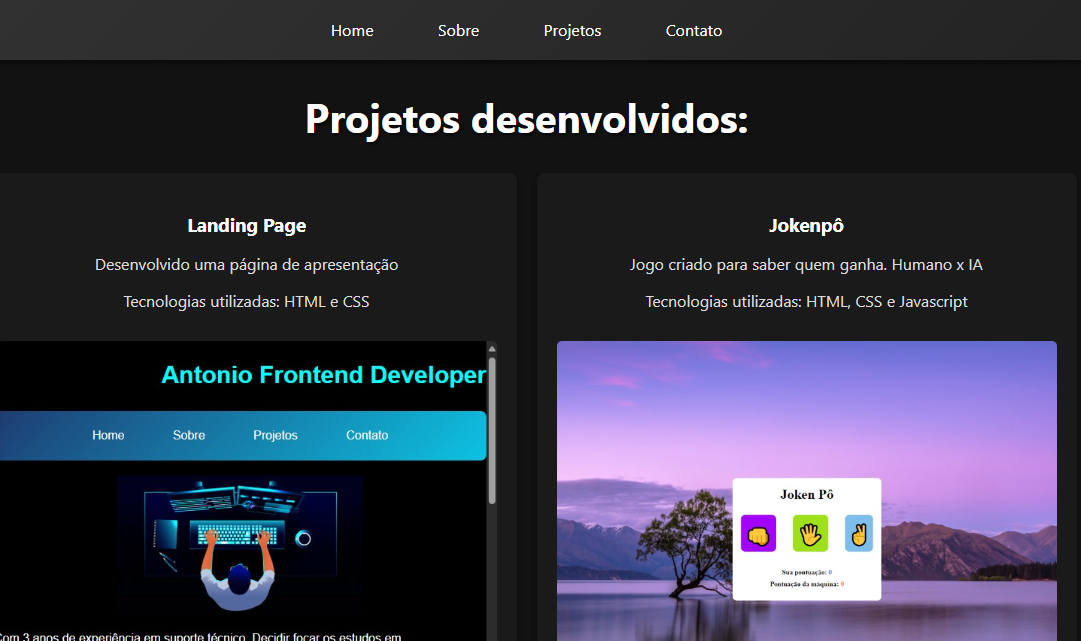 Home Sobre Projetos Contato
Projetos desenvolvidos:
Landing Page
Desenvolvido uma página de apresentação
Tecnologias utilizadas: HTML e CSS
Antonio Frontend Developer
Home Sobre Projetos Contato
Com 3 anos de experiência em suporte técnico. Decidir focar os estudos em
Jokenpô
Jogo criado para saber quem ganha. Humano x IA
Tecnologias utilizadas: HTML, CSS e Javascript
Joken Pô
Sua pontuação: 0
Pontuação da máquina: 0